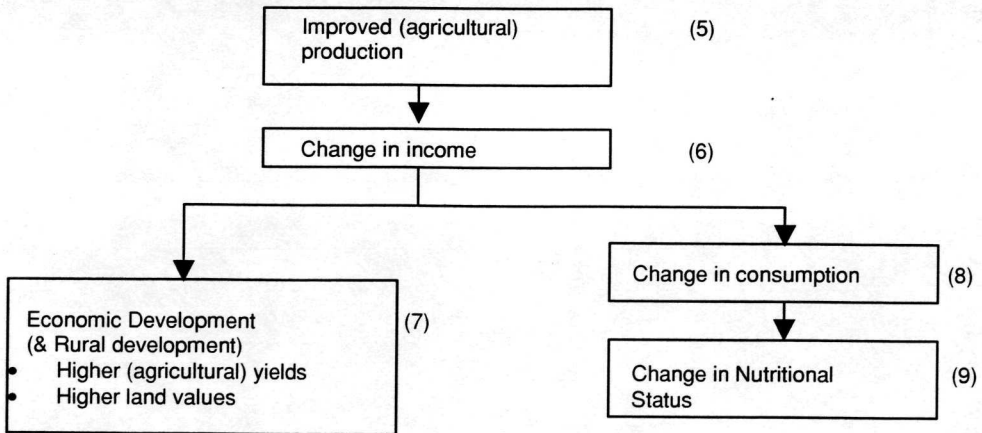 Improved (agricultural)
production
(5)
Change in income
(6)
Change in consumption
(8)
Economic Development
(& Rural development)
• Higher (agricultural) yields
• Higher land values
(7)
Change in Nutritional
Status
(9)